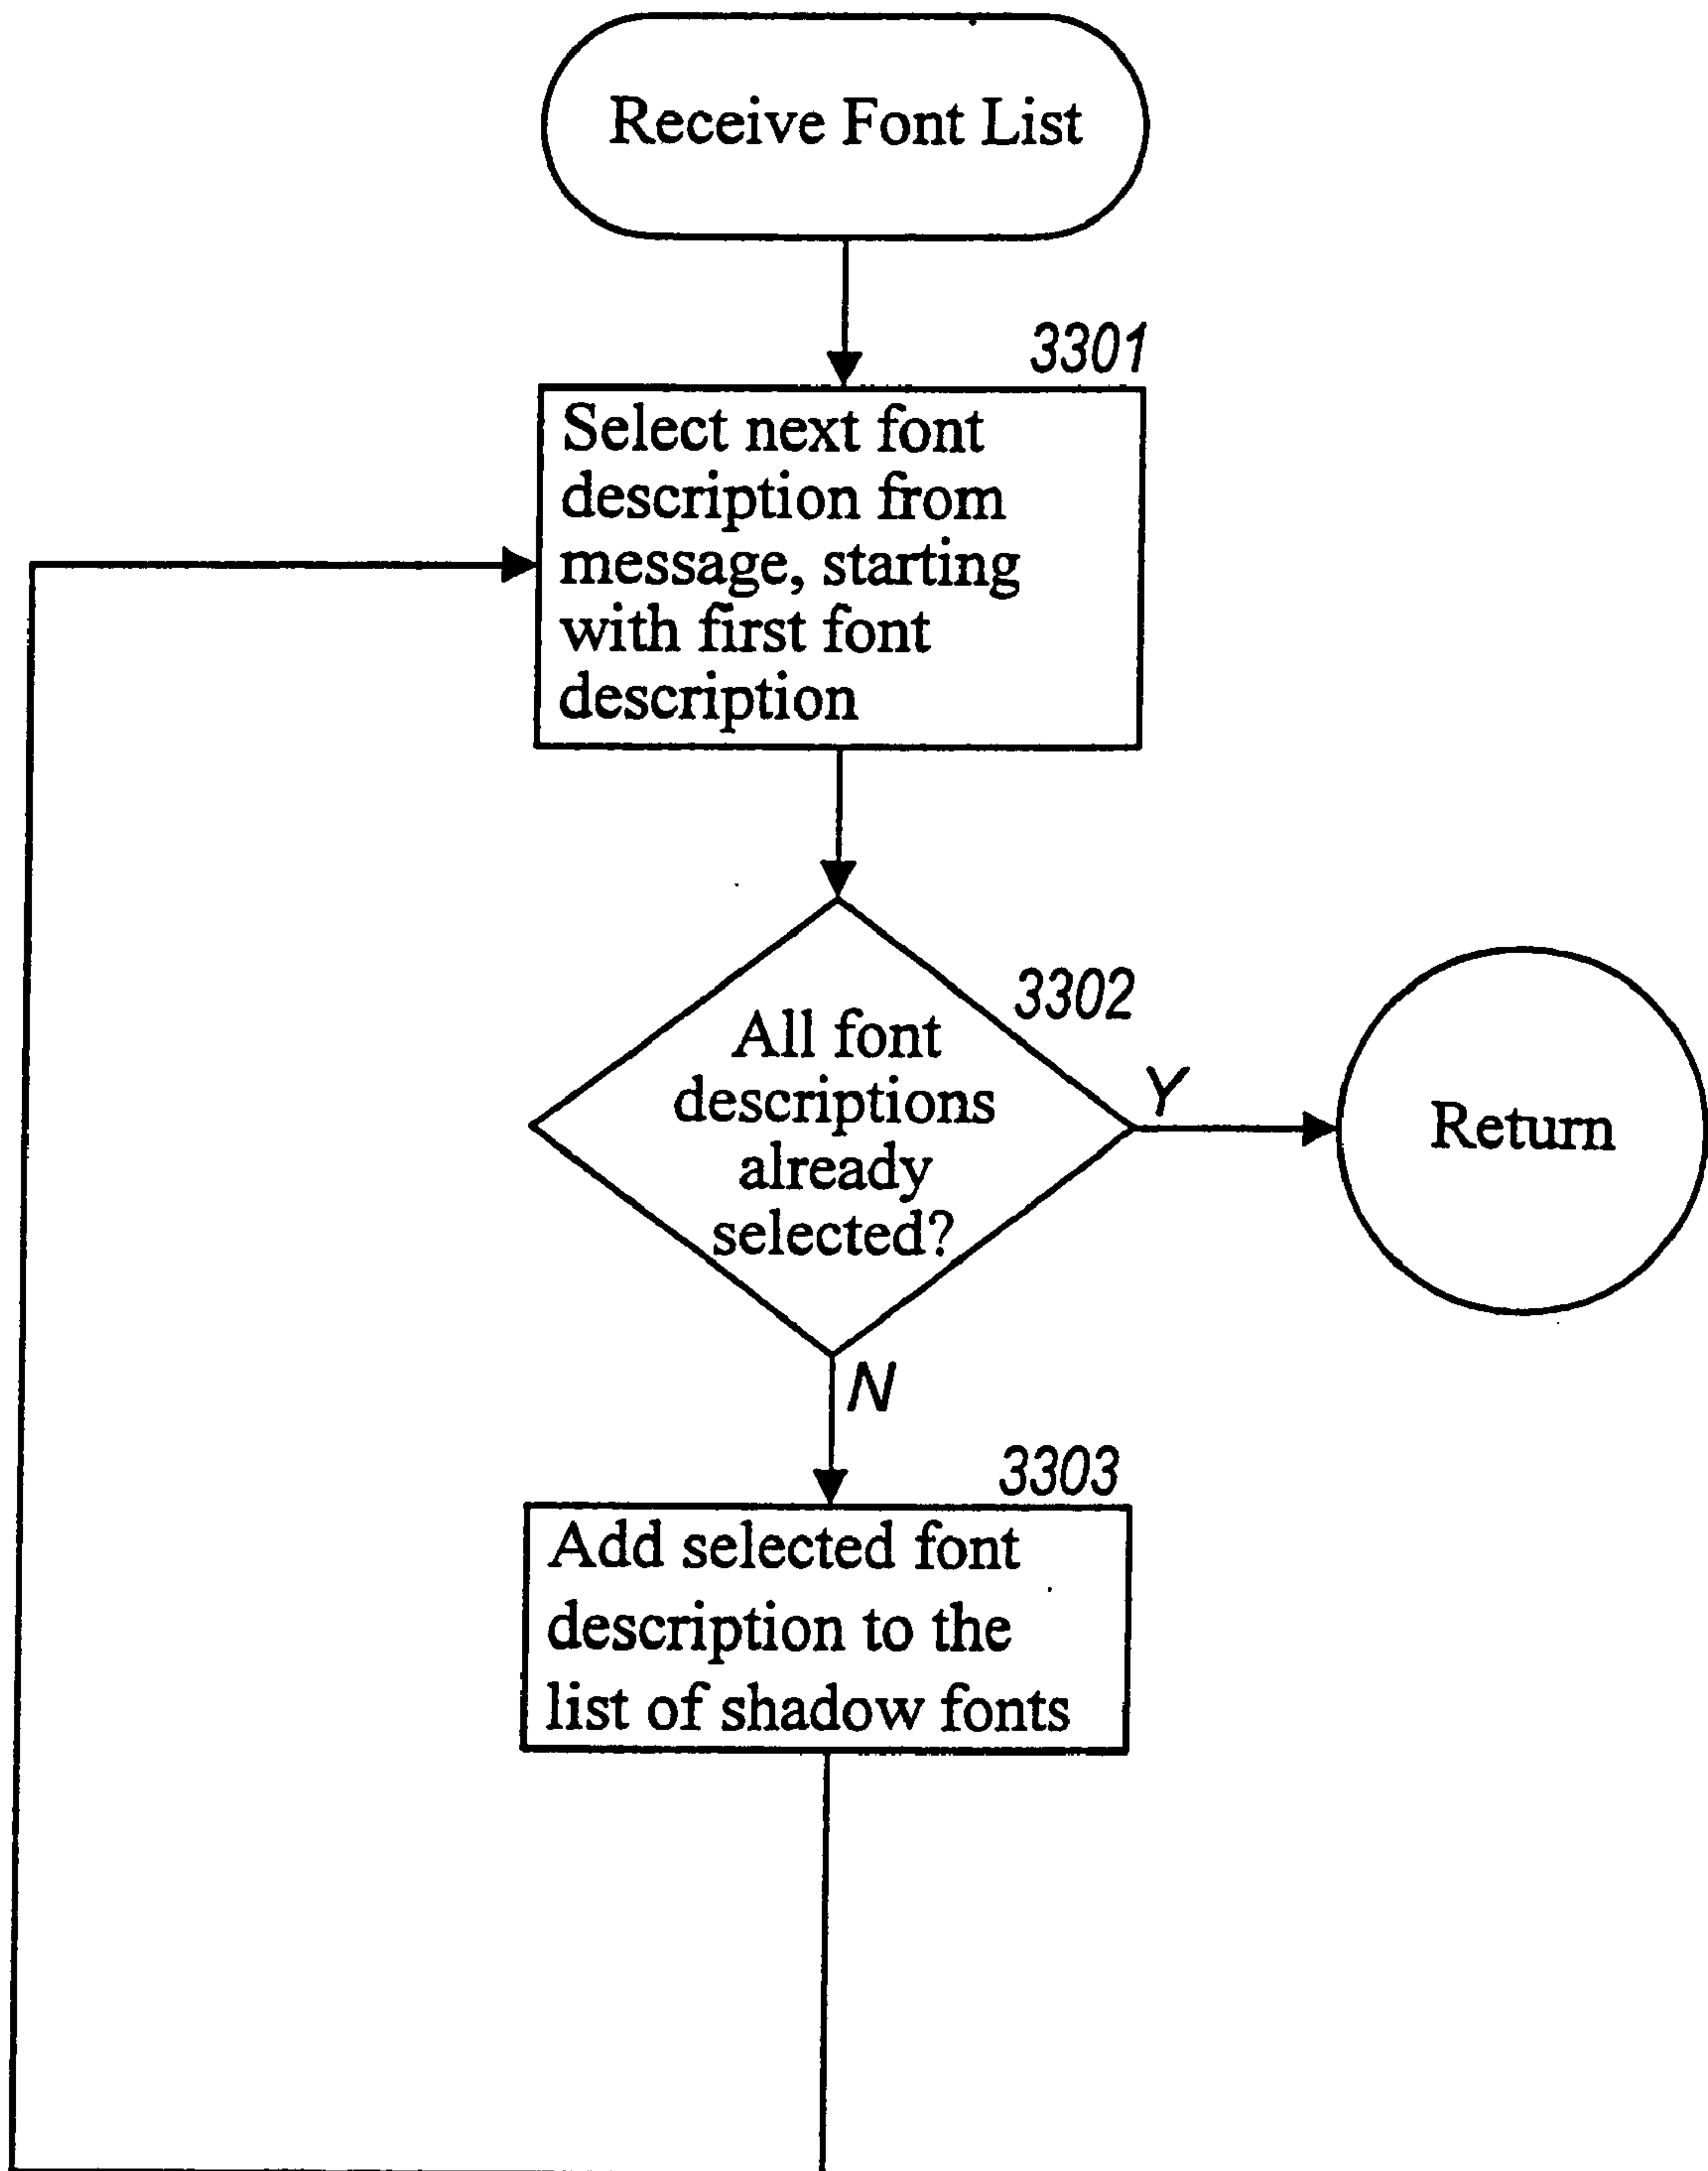 Receive Font List
3301
Select next font
description from
message, starting
with first font
description
3302
All font
descriptions
already
selected?
Y
Return
N
3303
Add selected font
description to the
list of shadow fonts